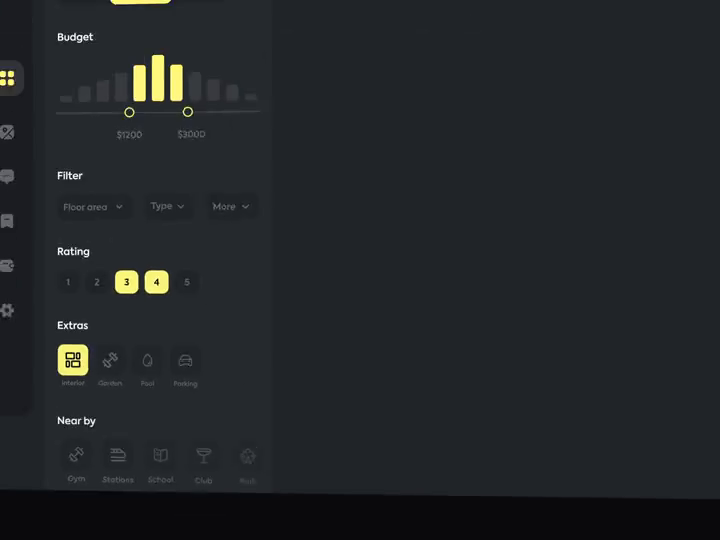 Budget
$1200 $3000
Filter
Floor area Type More
Rating
1 2 3 4 5
Extras
Interior Garden Pool Parking
Near by
Gym Stations School Club